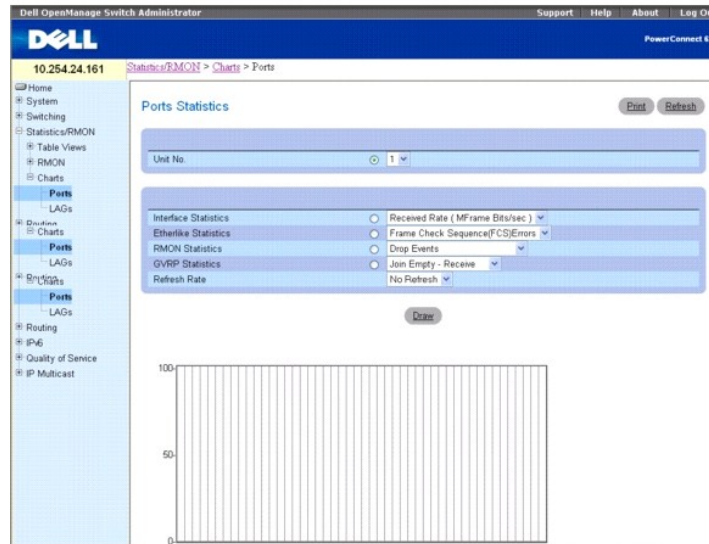 Dell OpenManage Switch Administrator
Support Help About Log O
DELL
PowerConnect 6
10.254.24.161
Statistics/RMON > Charts > Ports
Home
System
Switching
Statistics/RMON
Table Views
RMON
Charts
Ports
LAGs
Routing
Charts
Ports
LAGs
Routing
Charts
Ports
LAGs
Routing
IPv6
Quality of Service
IP Multicast
Ports Statistics
Print Refresh
Unit No. 1
Interface Statistics Received Rate ( MFrame Bits/sec )
Etherlike Statistics Frame Check Sequence(FCS)Errors
RMON Statistics Drop Events
GVRP Statistics Join Empty - Receive
Refresh Rate No Refresh
Draw
100
50
0